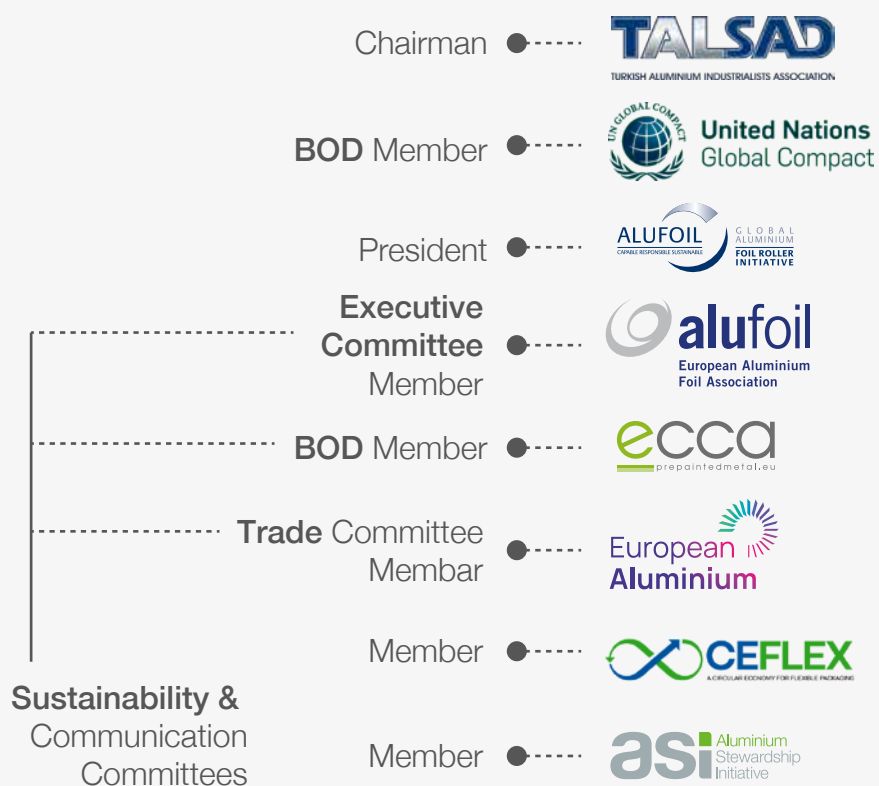 Chairman
TALSAD
TURKISH ALUMINIUM INDUSTRIALISTS ASSOCIATION
BOD Member
UN GLOBAL COMPACT
United Nations
Global Compact
President
ALUFOIL
CAPABLE RESPONSIBLE SUSTAINABLE
GLOBAL
ALUMINIUM
FOIL ROLLER
INITIATIVE
Executive
Committee
Member
alufoil
European Aluminium
Foil Association
BOD Member
ecca
prepaintedmetal.eu
Trade Committee
Membar
European
Aluminium
Member
CEFLEX
A CIRCULAR ECONOMY FOR FLEXIBLE PACKAGING
Sustainability &
Communication
Committees
Member
asi
Aluminium
Stewardship
Initiative